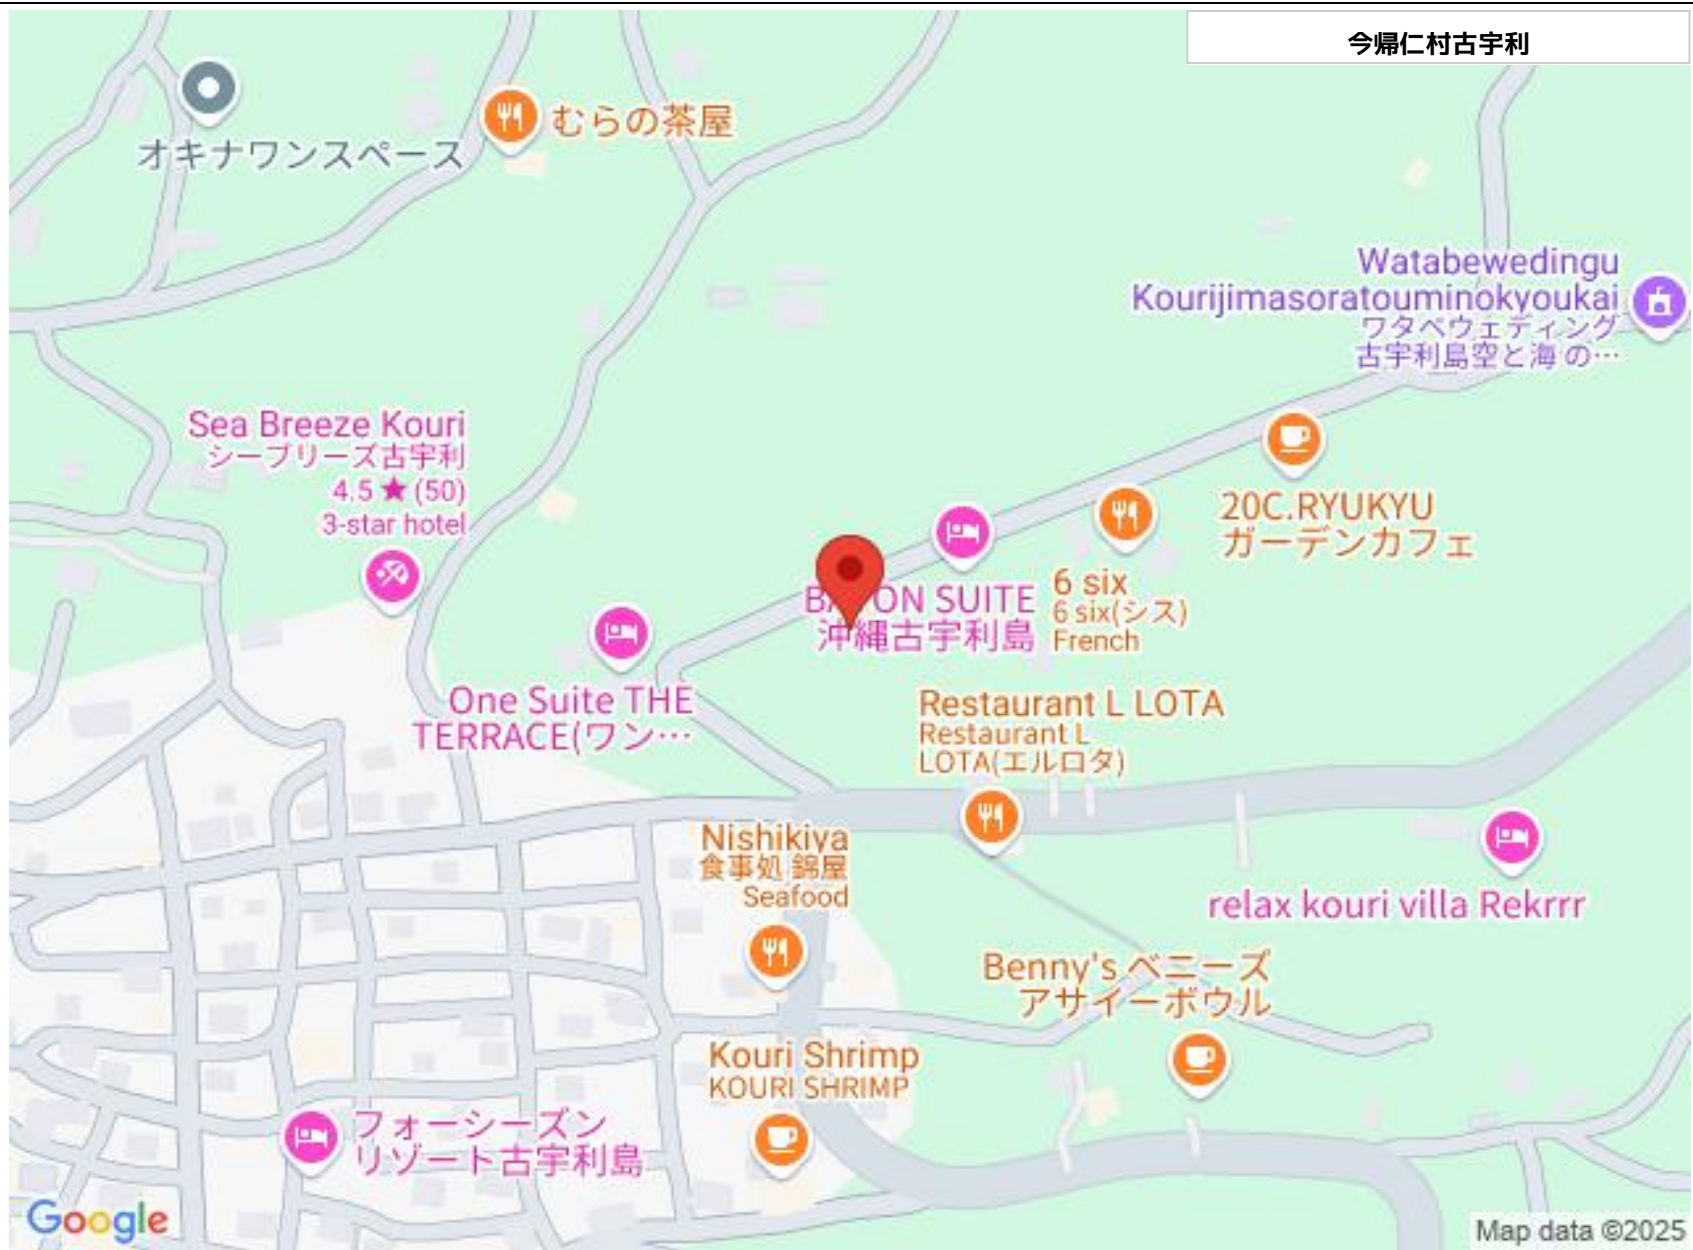 今帰仁村古宇利
むらの茶屋
オキナワンスペース
Watabewedingu
Kourijimasoratouminokyoukai
ワタベウェディング
古宇利島空と海の…
Sea Breeze Kouri
シーブリーズ古宇利
4.5 ★ (50)
3-star hotel
20C.RYUKYU
ガーデンカフェ
SUITE
沖縄古宇利島
6 six
6 six(シス)
French
One Suite THE
TERRACE(ワン…
Restaurant L LOTA
Restaurant L
LOTA(エルロタ)
Nishikiya
食事処 錦屋
Seafood
relax kouri villa Rekrrr
Benny's ベニーズ
アサイーボウル
Kouri Shrimp
KOURI SHRIMP
フォーシーズン
リゾート古宇利島
Google
Map data ©2025